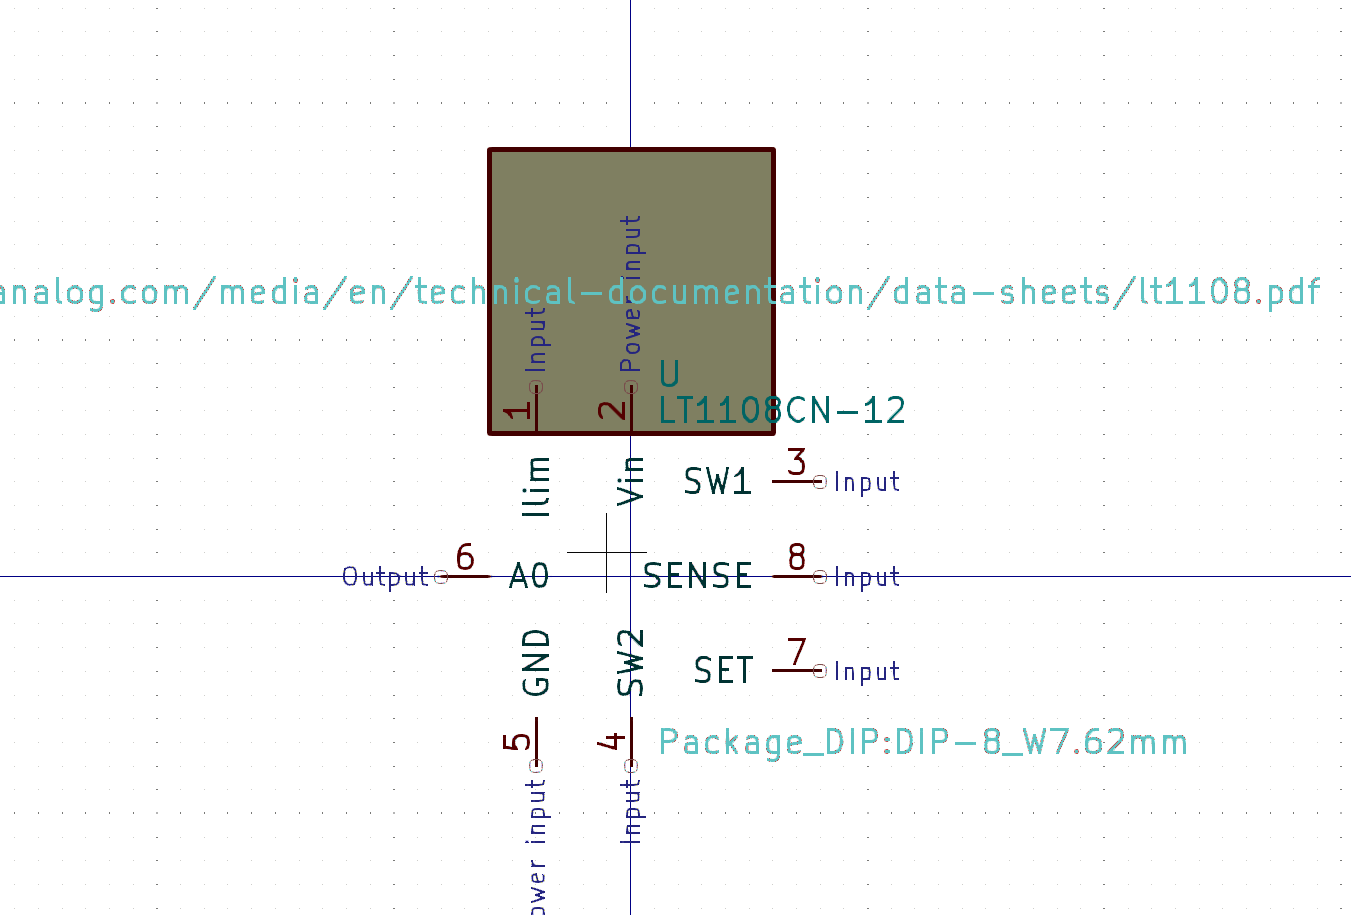 analog.com/media/en/technical-documentation/data-sheets/lt1108.pdf
Power input
Input
U
1
2
LT1108CN-12
Ilim
Vin
SW1
3
Input
Output
6
A0
SENSE
8
Input
GND
SW2
SET
7
Input
5
4
Package_DIP:DIP-8_W7.62mm
ower input
Input